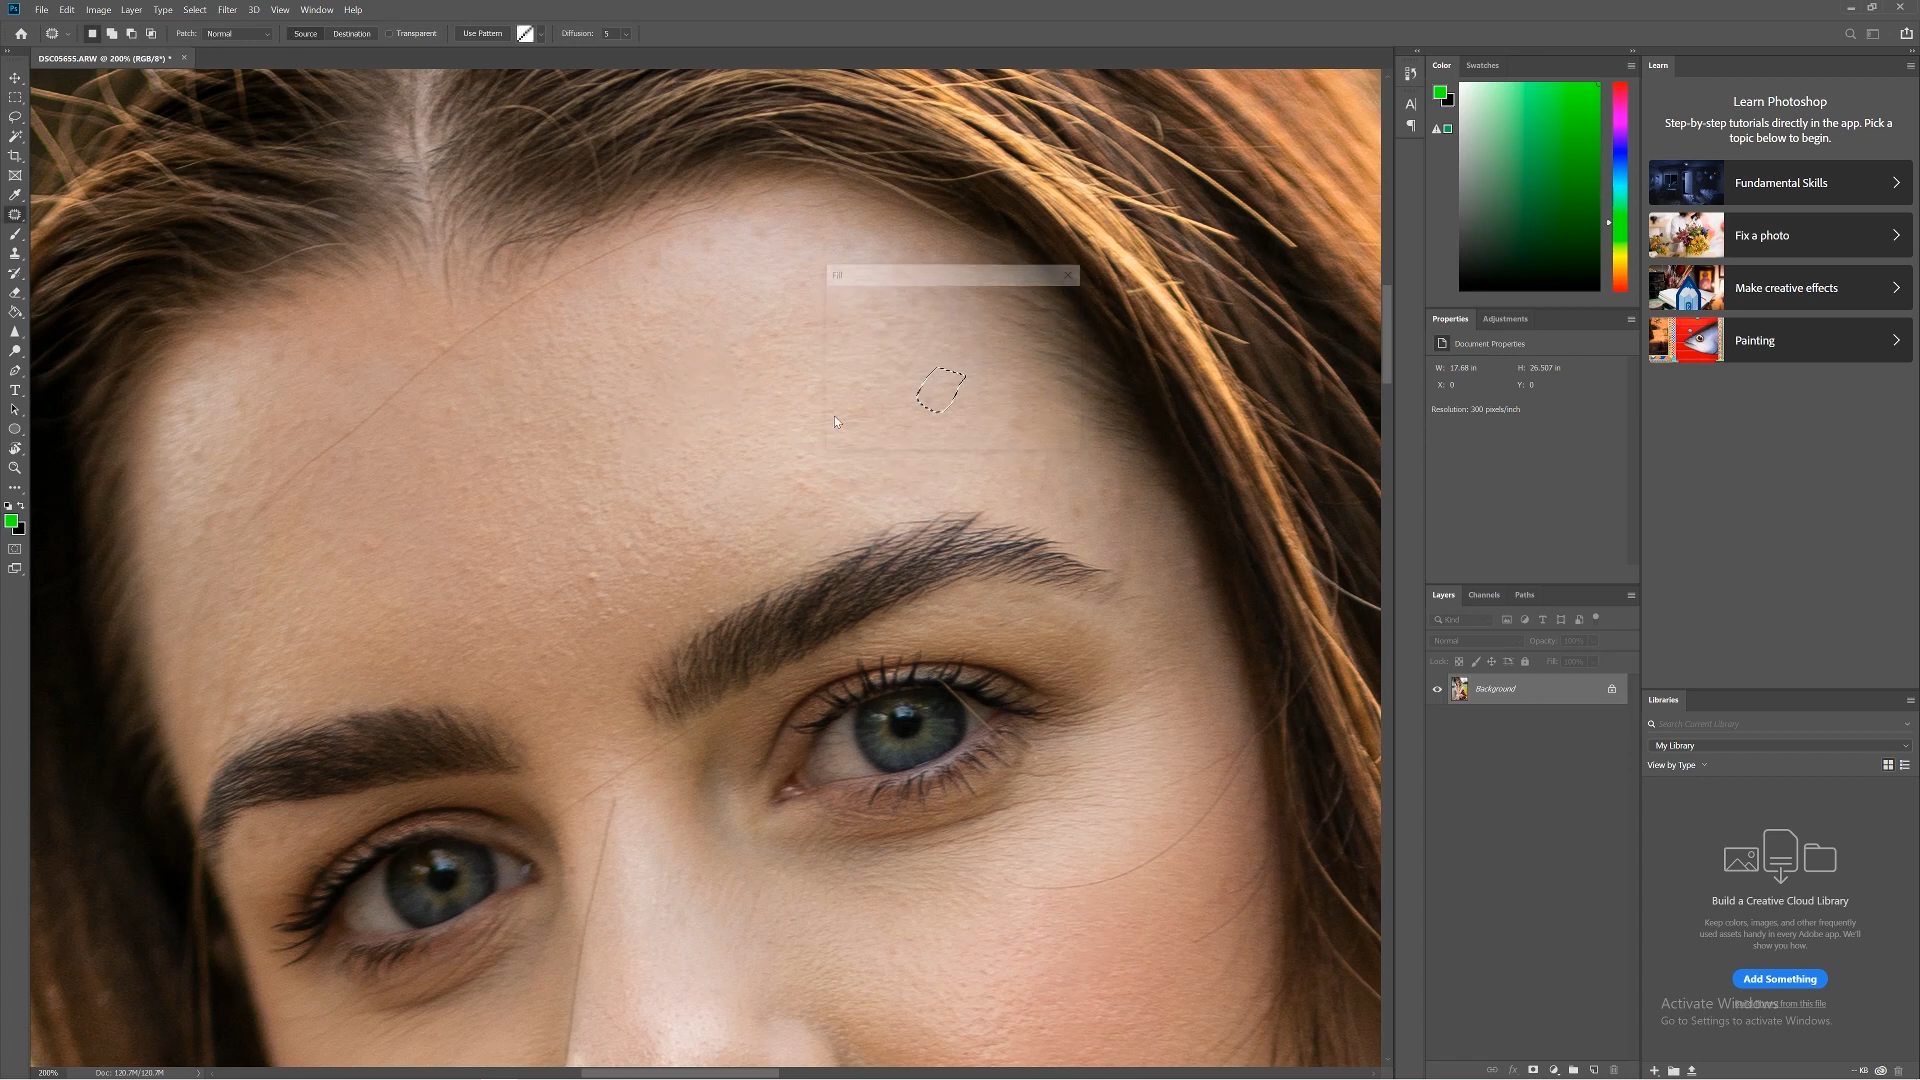 Ps File Edit Image Layer Type Select Filter 3D View Window Help
Patch: Normal Source Destination Transparent Use Pattern Diffusion: 5
DSC05655.ARW @ 200% (RGB/8*) *
Fill
200% Doc: 120.7M/120.7M
Color Swatches
Properties Adjustments
Document Properties
W: 17.68 in H: 26.507 in
X: 0 Y: 0
Resolution: 300 pixels/inch
Layers Channels Paths
Kind
Normal Opacity: 100%
Lock: Fill: 100%
Background
Learn
Learn Photoshop
Step-by-step tutorials directly in the app. Pick a
topic below to begin.
Fundamental Skills
Fix a photo
Make creative effects
Painting
Libraries
Search Current Library
My Library
View by Type
Build a Creative Cloud Library
Keep colors, images, and other frequently
used assets handy in every Adobe app. We'll
show you how.
Add Something
Activate Windows
from this file
Go to Settings to activate Windows.
-- KB